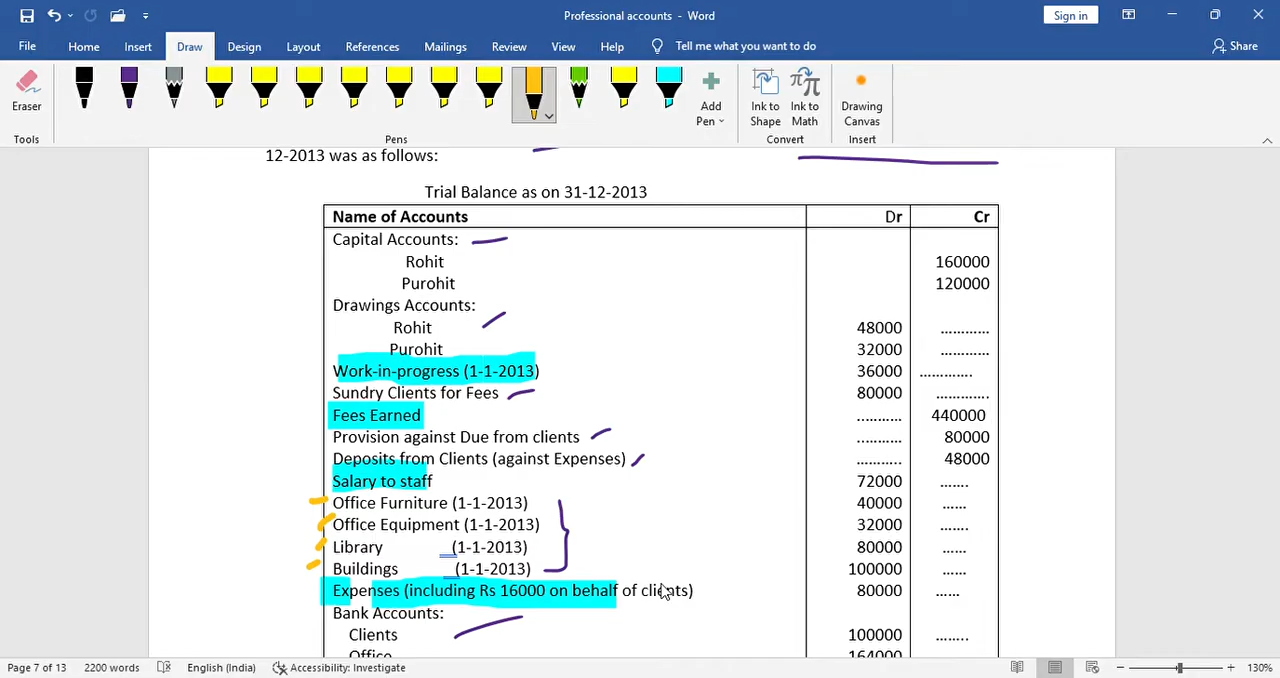 Professional accounts - Word
Sign in
File Home Insert Draw Design Layout References Mailings Review View Help Tell me what you want to do Share
Eraser
Add Pen
Ink to Shape
Ink to Math
Drawing Canvas
Tools Pens Convert Insert
12-2013 was as follows:
Trial Balance as on 31-12-2013
Name of Accounts Dr Cr
Capital Accounts:
Rohit 160000
Purohit 120000
Drawings Accounts:
Rohit 48000 ............
Purohit 32000 ............
Work-in-progress (1-1-2013) 36000 .............
Sundry Clients for Fees 80000 .............
Fees Earned ........... 440000
Provision against Due from clients ........... 80000
Deposits from Clients (against Expenses) ........... 48000
Salary to staff 72000 .......
Office Furniture (1-1-2013) 40000 ......
Office Equipment (1-1-2013) 32000 .......
Library (1-1-2013) 80000 ......
Buildings (1-1-2013) 100000 ......
Expenses (including Rs 16000 on behalf of clients) 80000 ......
Bank Accounts:
Clients 100000 ........
Office 164000
Page 7 of 13 2200 words English (India) Accessibility: Investigate 130%